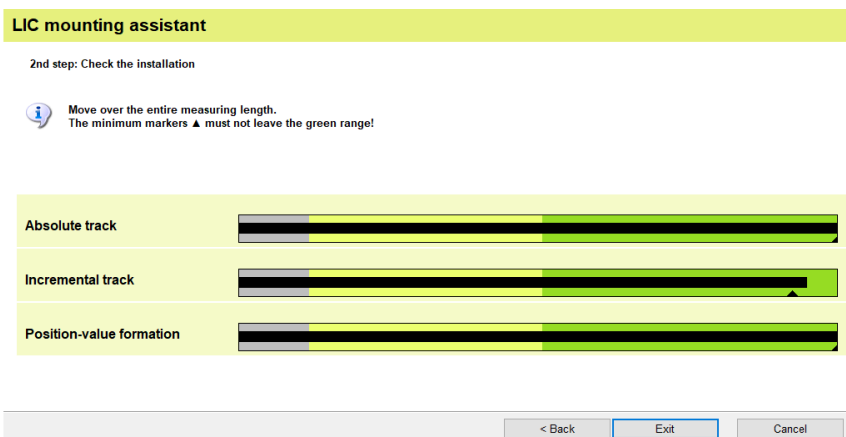 LIC mounting assistant
2nd step: Check the installation
Move over the entire measuring length.
The minimum markers ▲ must not leave the green range!
Absolute track
Incremental track
Position-value formation
< Back
Exit
Cancel